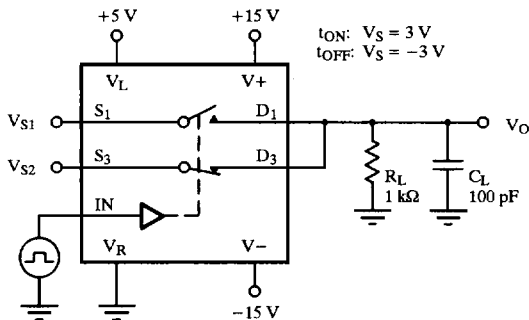 +5 V
+15 V
tON: VS = 3 V
tOFF: VS = −3 V
VL
V+
VS1
S1
D1
VO
VS2
S3
D3
RL
1 kΩ
CL
100 pF
IN
VR
V−
−15 V